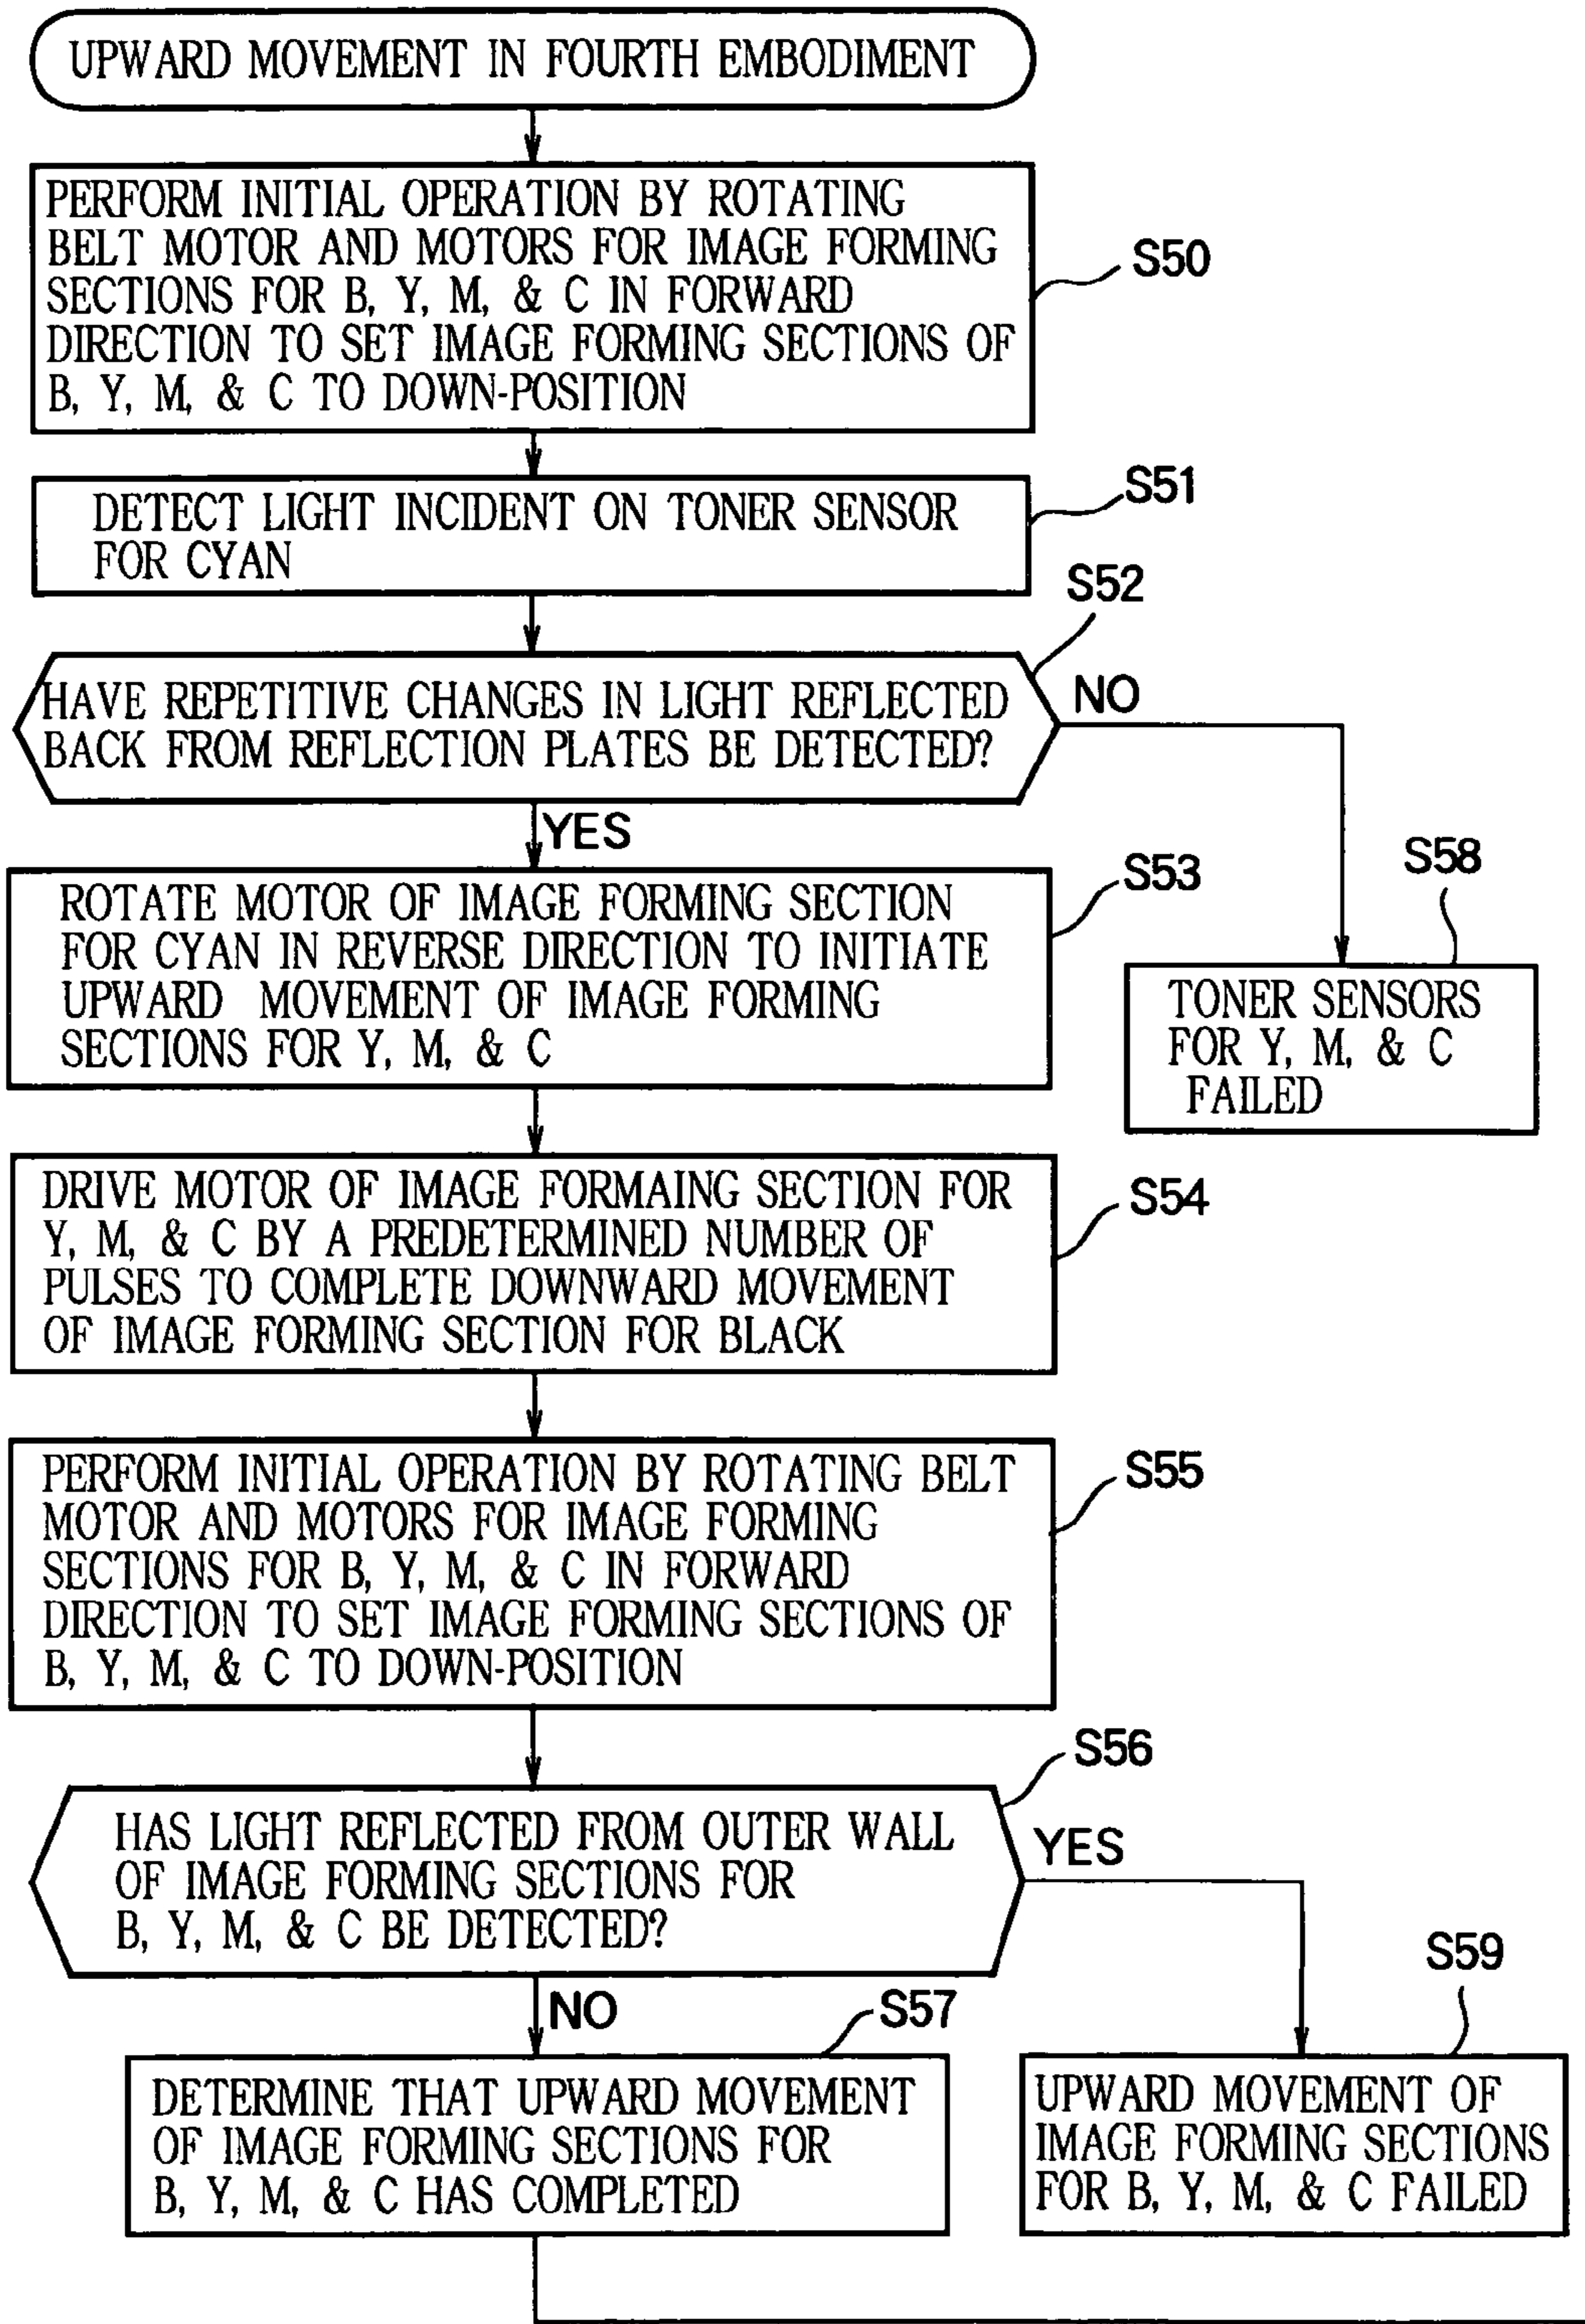 UPWARD MOVEMENT IN FOURTH EMBODIMENT
PERFORM INITIAL OPERATION BY ROTATING
BELT MOTOR AND MOTORS FOR IMAGE FORMING
SECTIONS FOR B, Y, M, & C IN FORWARD
DIRECTION TO SET IMAGE FORMING SECTIONS OF
B, Y, M, & C TO DOWN-POSITION
S50
DETECT LIGHT INCIDENT ON TONER SENSOR
FOR CYAN
S51
S52
HAVE REPETITIVE CHANGES IN LIGHT REFLECTED
BACK FROM REFLECTION PLATES BE DETECTED?
NO
YES
S53
ROTATE MOTOR OF IMAGE FORMING SECTION
FOR CYAN IN REVERSE DIRECTION TO INITIATE
UPWARD MOVEMENT OF IMAGE FORMING
SECTIONS FOR Y, M, & C
S58
TONER SENSORS
FOR Y, M, & C
FAILED
DRIVE MOTOR OF IMAGE FORMAING SECTION FOR
Y, M, & C BY A PREDETERMINED NUMBER OF
PULSES TO COMPLETE DOWNWARD MOVEMENT
OF IMAGE FORMING SECTION FOR BLACK
S54
PERFORM INITIAL OPERATION BY ROTATING BELT
MOTOR AND MOTORS FOR IMAGE FORMING
SECTIONS FOR B, Y, M, & C IN FORWARD
DIRECTION TO SET IMAGE FORMING SECTIONS OF
B, Y, M, & C TO DOWN-POSITION
S55
S56
HAS LIGHT REFLECTED FROM OUTER WALL
OF IMAGE FORMING SECTIONS FOR
B, Y, M, & C BE DETECTED?
YES
NO
S57
DETERMINE THAT UPWARD MOVEMENT
OF IMAGE FORMING SECTIONS FOR
B, Y, M, & C HAS COMPLETED
S59
UPWARD MOVEMENT OF
IMAGE FORMING SECTIONS
FOR B, Y, M, & C FAILED